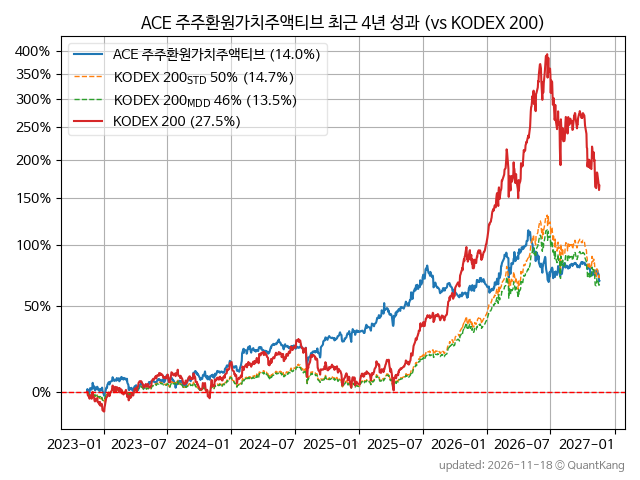 ACE 주주환원가치주액티브 최근 4년 성과 (vs KODEX 200)
400%
350%
300%
250%
200%
150%
100%
50%
0%
ACE 주주환원가치주액티브 (14.0%)
KODEX 200STD 50% (14.7%)
KODEX 200MDD 46% (13.5%)
KODEX 200 (27.5%)
2023-01 2023-07 2024-01 2024-07 2025-01 2025-07 2026-01 2026-07 2027-01
updated: 2026-11-18 © QuantKang